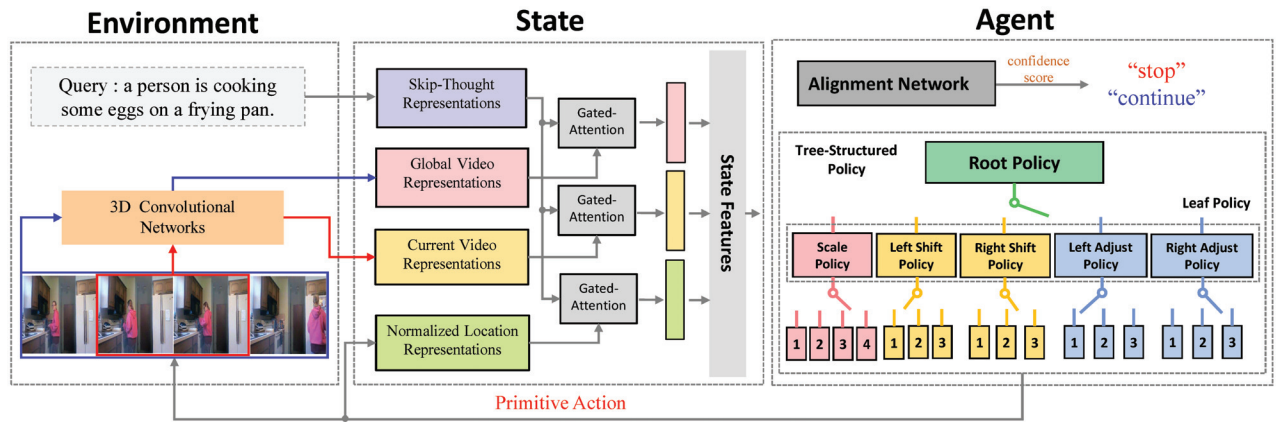 Environment
State
Agent
Query : a person is cooking
some eggs on a frying pan.
3D Convolutional
Networks
Skip-Thought
Representations
Global Video
Representations
Current Video
Representations
Normalized Location
Representations
Gated-
Attention
Gated-
Attention
Gated-
Attention
State Features
Alignment Network
confidence
score
“stop”
“continue”
Tree-Structured
Policy
Root Policy
Leaf Policy
Scale
Policy
Left Shift
Policy
Right Shift
Policy
Left Adjust
Policy
Right Adjust
Policy
1 2 3 4
1 2 3
1 2 3
1 2 3
1 2 3
Primitive Action